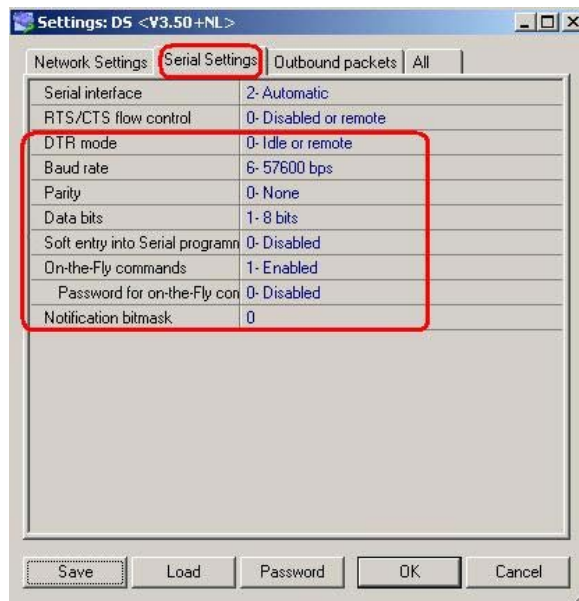 Settings: DS <V3.50+NL>
Network Settings Serial Settings Outbound packets All
Serial interface 2- Automatic
RTS/CTS flow control 0- Disabled or remote
DTR mode 0- Idle or remote
Baud rate 6- 57600 bps
Parity 0- None
Data bits 1- 8 bits
Soft entry into Serial programm 0- Disabled
On-the-Fly commands 1- Enabled
Password for on-the-Fly con 0- Disabled
Notification bitmask 0
Save Load Password OK Cancel